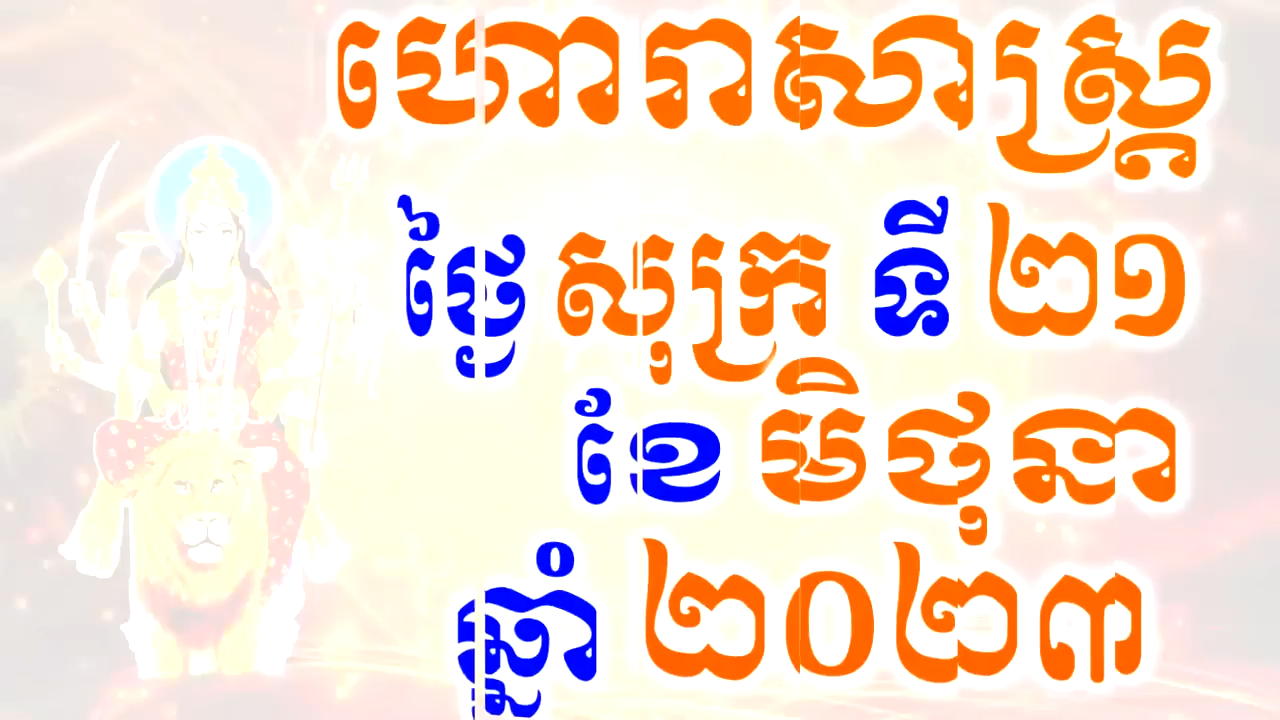 ហោរាសាស្ត្រ
ថ្ងៃ សុក្រ ទី ២១
ខែ មិថុនា
ឆ្នាំ ២០២៣